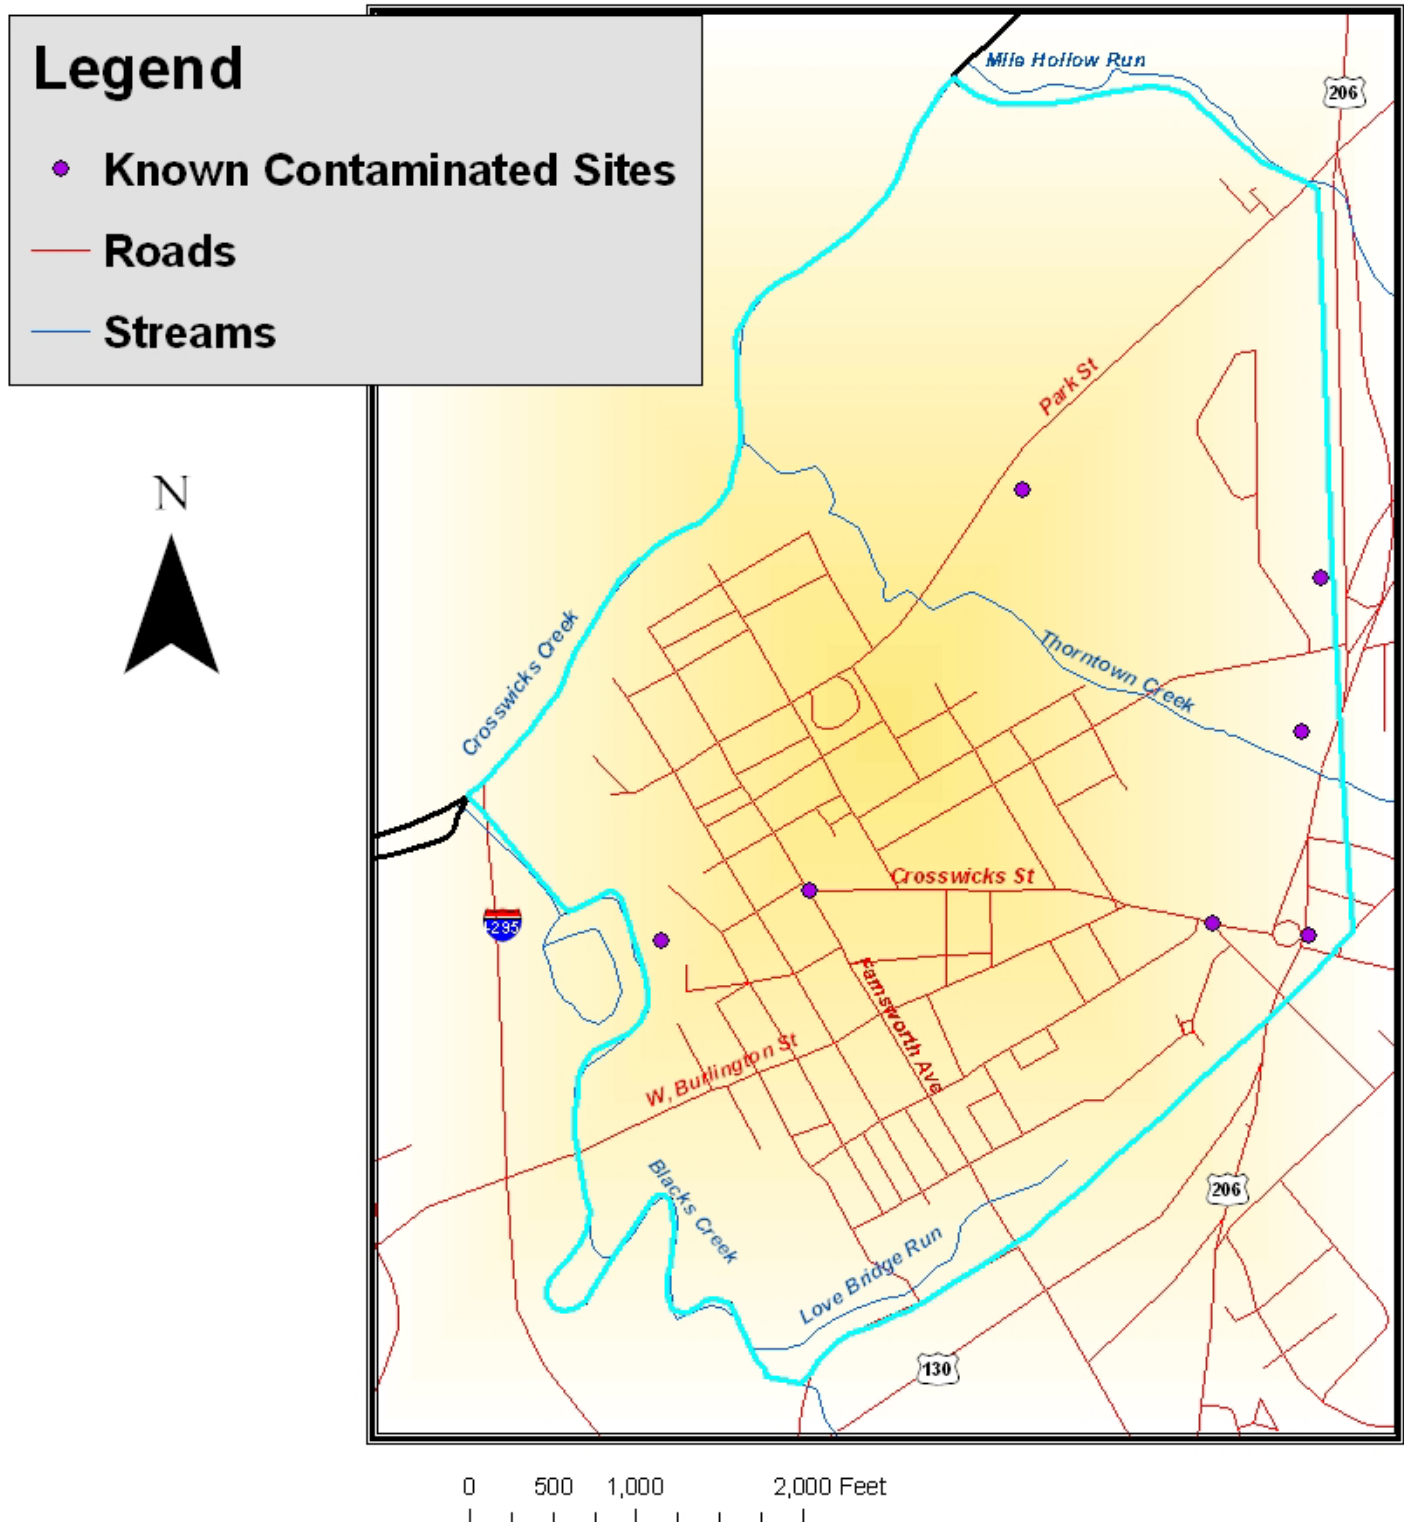 Legend
Known Contaminated Sites
Roads
Streams
N
Mile Hollow Run
206
Park St
Crosswicks Creek
Thorntown Creek
Crosswicks St
295
Farnsworth Ave
W, Burlington St
Blacks Creek
206
Love Bridge Run
130
0 500 1,000 2,000 Feet